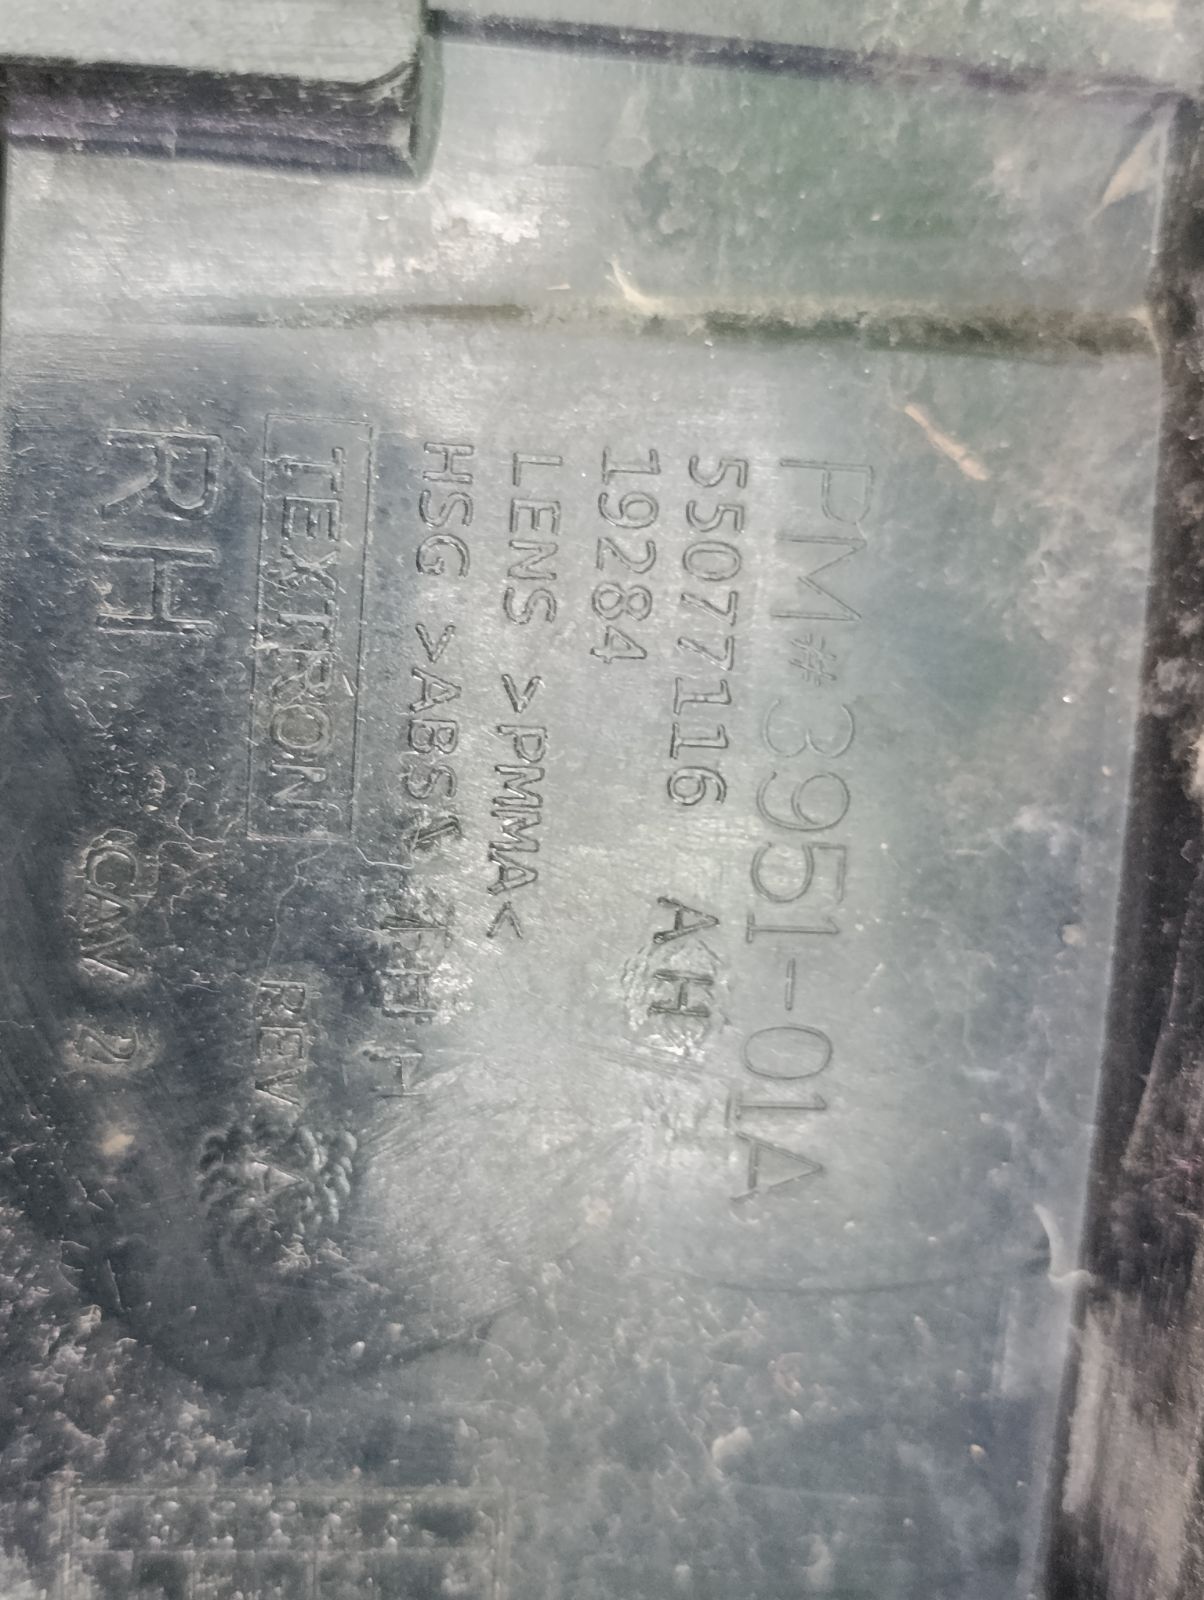 PM#3951-01A
55077116 AH
19284
LENS >PMMA<
HSG >ABS
TEXTRON REV A
RH CAV 2